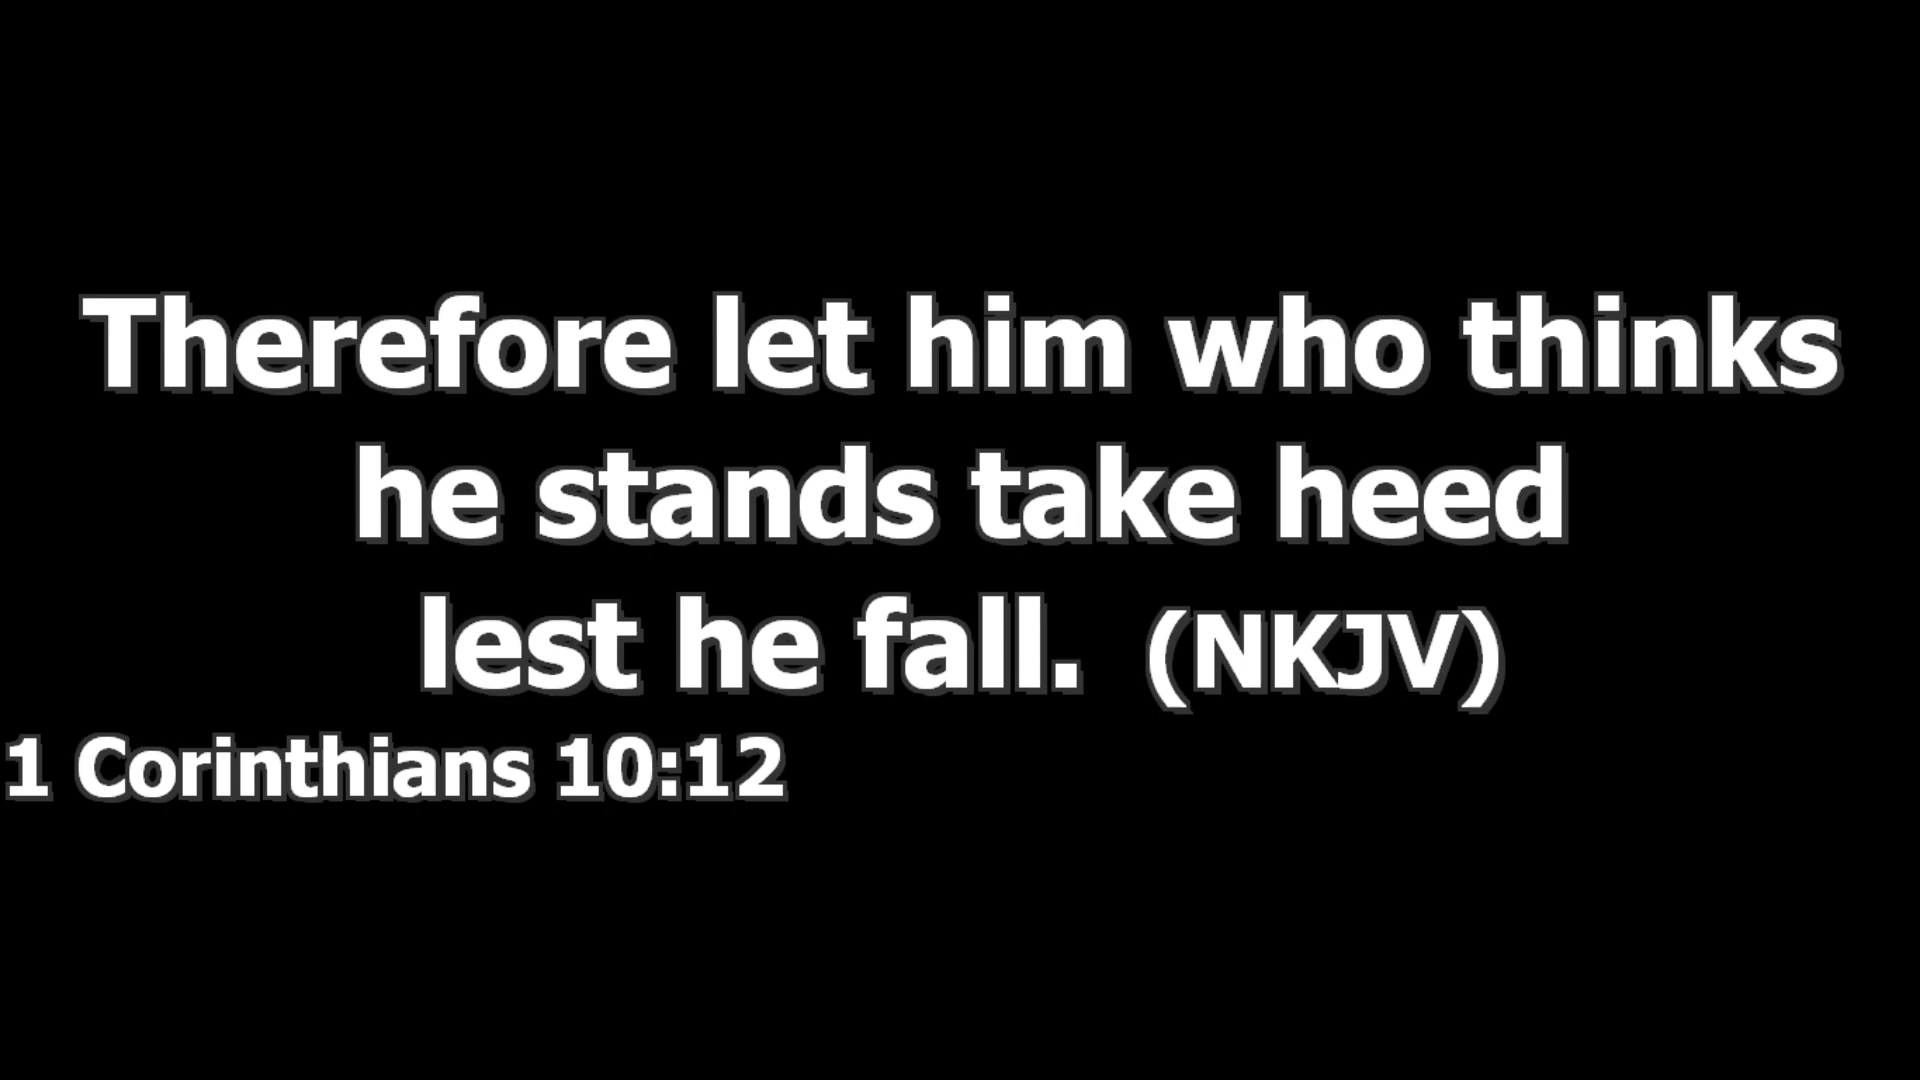 Therefore let him who thinks
he stands take heed
lest he fall. (NKJV)
1 Corinthians 10:12